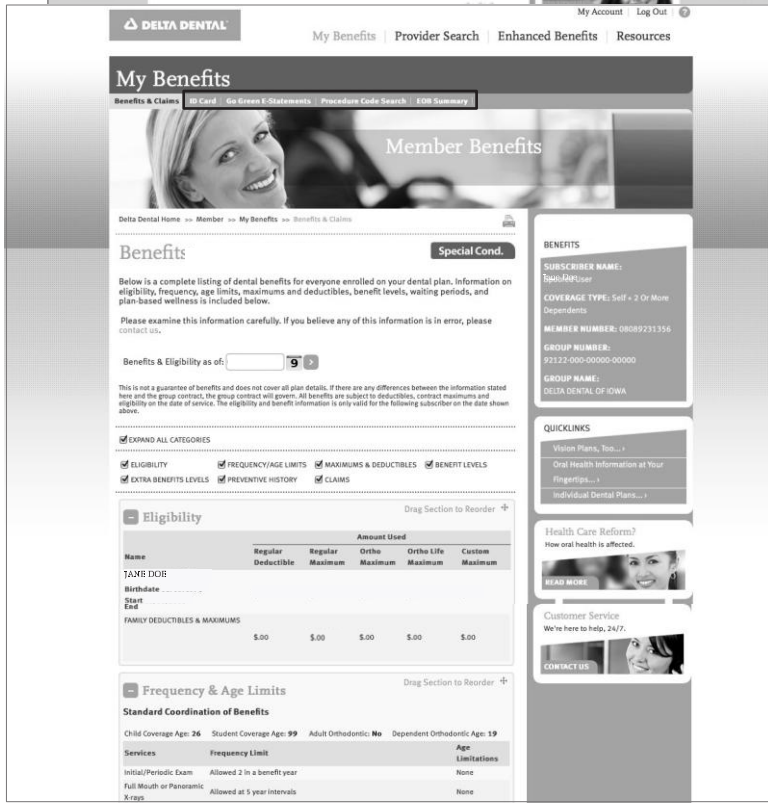 My Account | Log Out ?
DELTA DENTAL
My Benefits | Provider Search | Enhanced Benefits | Resources
My Benefits
Benefits & Claims | ID Card | Go Green E-Statements | Procedure Code Search | EOB Summary
Member Benefits
Delta Dental Home >> Member >> My Benefits >> Benefits & Claims
Benefits
Special Cond.
Below is a complete listing of dental benefits for everyone enrolled on your dental plan. Information on
eligibility, frequency, age limits, maximums and deductibles, benefit levels, waiting periods, and
plan-based wellness is included below.
Please examine this information carefully. If you believe any of this information is in error, please
contact us.
Benefits & Eligibility as of: 9 >
This is not a guarantee of benefits and does not cover all plan details. If there are any differences between the information stated
here and the group contract, the group contract will govern. All benefits are subject to deductibles, contract maximums and
eligibility on the date of service. The eligibility and benefit information is only valid for the following subscriber on the date shown
above.
EXPAND ALL CATEGORIES
ELIGIBILITY FREQUENCY/AGE LIMITS MAXIMUMS & DEDUCTIBLES BENEFIT LEVELS
EXTRA BENEFITS LEVELS PREVENTIVE HISTORY CLAIMS
Drag Section to Reorder
Eligibility
Amount Used
Name Regular Deductible Regular Maximum Ortho Maximum Ortho Life Maximum Custom Maximum
JANE DOE
Birthdate
Start
End
FAMILY DEDUCTIBLES & MAXIMUMS
$.00 $.00 $.00 $.00 $.00
Drag Section to Reorder
Frequency & Age Limits
Standard Coordination of Benefits
Child Coverage Age: 26 Student Coverage Age: 99 Adult Orthodontic: No Dependent Orthodontic Age: 19
Services Frequency Limit Age Limitations
Initial/Periodic Exam Allowed 2 in a benefit year None
Full Mouth or Panoramic X-rays Allowed at 5 year intervals None
BENEFITS
SUBSCRIBER NAME:
User
COVERAGE TYPE: Self + 2 Or More
Dependents
MEMBER NUMBER: 08089231356
GROUP NUMBER:
92122-000-00000-00000
GROUP NAME:
DELTA DENTAL OF IOWA
QUICKLINKS
Vision Plans, Too... ›
Oral Health Information at Your
Fingertips... ›
Individual Dental Plans... ›
Health Care Reform?
How oral health is affected.
READ MORE
Customer Service
We're here to help, 24/7.
CONTACT US